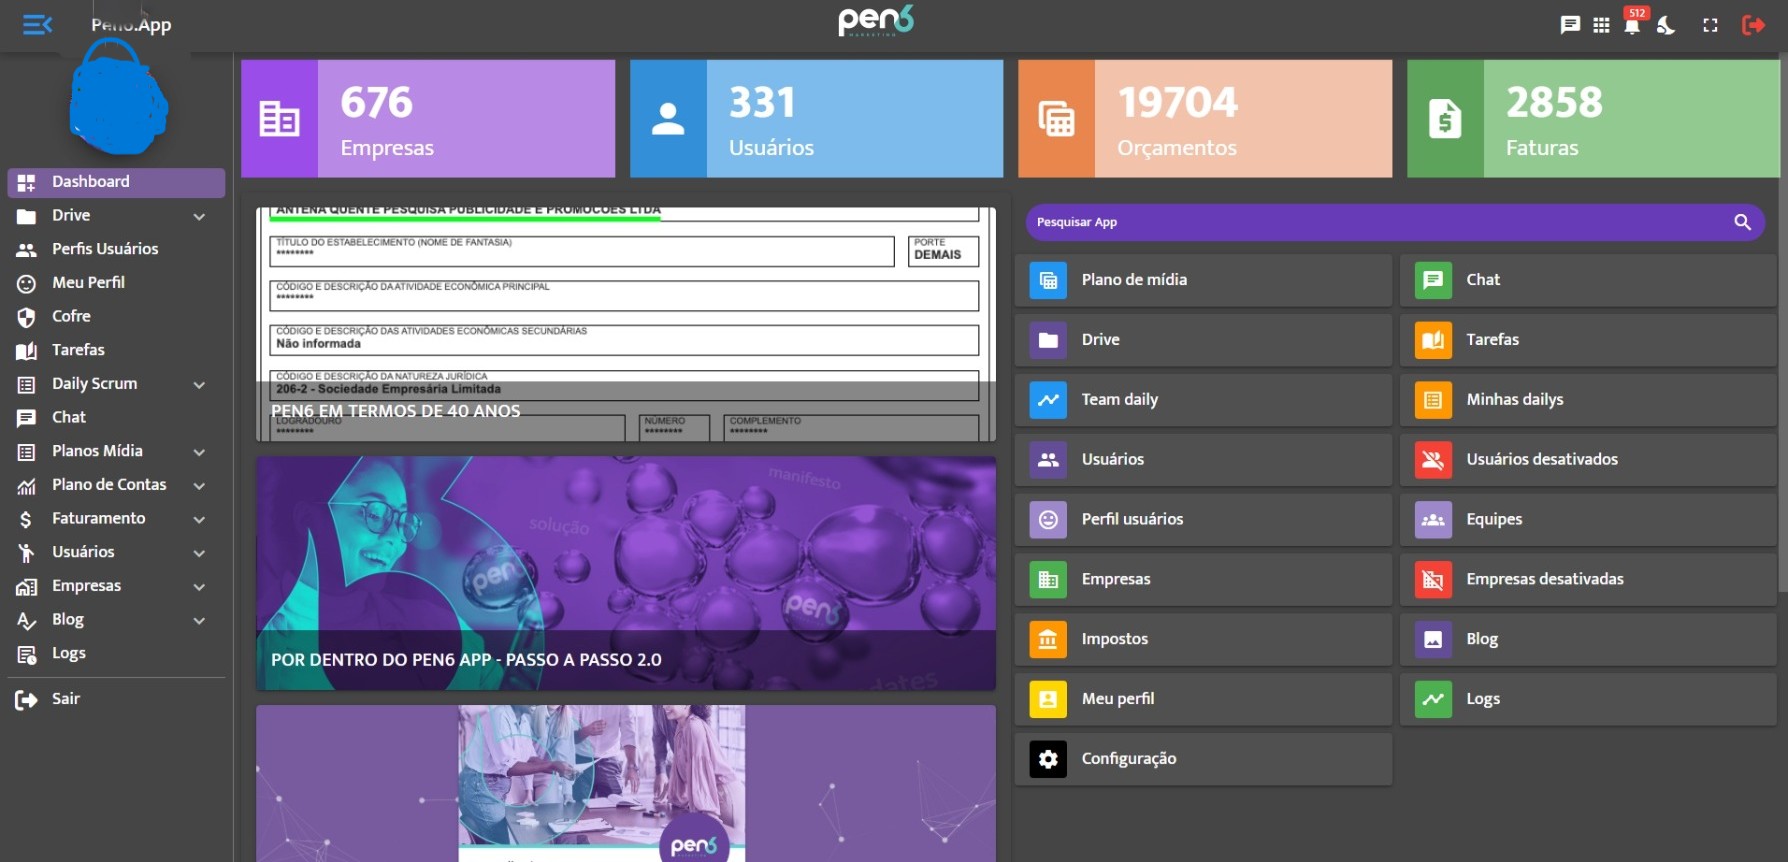 Pen6.App
pen6
MARKETING
512
Dashboard
Drive
Perfis Usuários
Meu Perfil
Cofre
Tarefas
Daily Scrum
Chat
Planos Mídia
Plano de Contas
Faturamento
Usuários
Empresas
Blog
Logs
Sair
676
Empresas
331
Usuários
19704
Orçamentos
2858
Faturas
ANTENA QUENTE PESQUISA PUBLICIDADE E PROMOCOES LTDA
TÍTULO DO ESTABELECIMENTO (NOME DE FANTASIA)
********
PORTE
DEMAIS
CÓDIGO E DESCRIÇÃO DA ATIVIDADE ECONÔMICA PRINCIPAL
********
CÓDIGO E DESCRIÇÃO DAS ATIVIDADES ECONÔMICAS SECUNDÁRIAS
Não informada
CÓDIGO E DESCRIÇÃO DA NATUREZA JURÍDICA
206-2 - Sociedade Empresária Limitada
PEN6 EM TERMOS DE 40 ANOS
LOGRADOURO
********
NÚMERO
********
COMPLEMENTO
********
manifesto
solução
pen6
pen6
POR DENTRO DO PEN6 APP - PASSO A PASSO 2.0
pen6
Pesquisar App
Plano de mídia
Chat
Drive
Tarefas
Team daily
Minhas dailys
Usuários
Usuários desativados
Perfil usuários
Equipes
Empresas
Empresas desativadas
Impostos
Blog
Meu perfil
Logs
Configuração